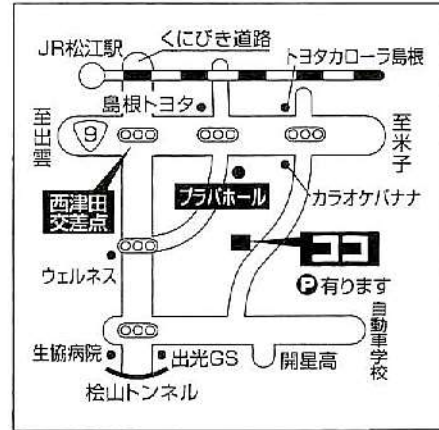 くにびき道路
JR松江駅
トヨタカローラ島根
島根トヨタ
至出雲
9
至米子
西津田
交差点
プラバホール
カラオケバナナ
ココ
ウェルネス
P有ります
自動車学校
生協病院
出光GS
開星高
桧山トンネル